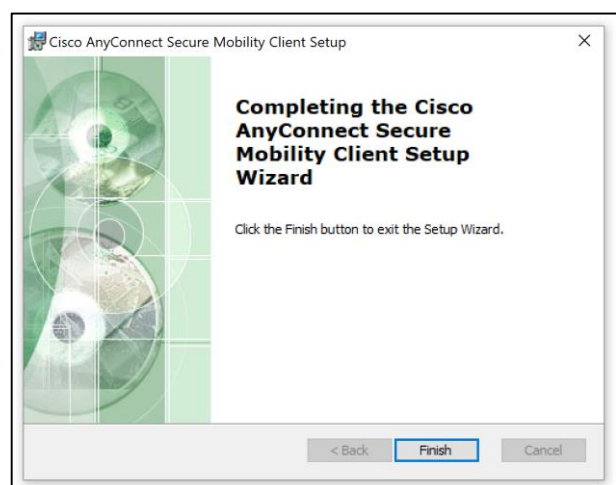 Cisco AnyConnect Secure Mobility Client Setup
Completing the Cisco
AnyConnect Secure
Mobility Client Setup
Wizard
Click the Finish button to exit the Setup Wizard.
< Back
Finish
Cancel